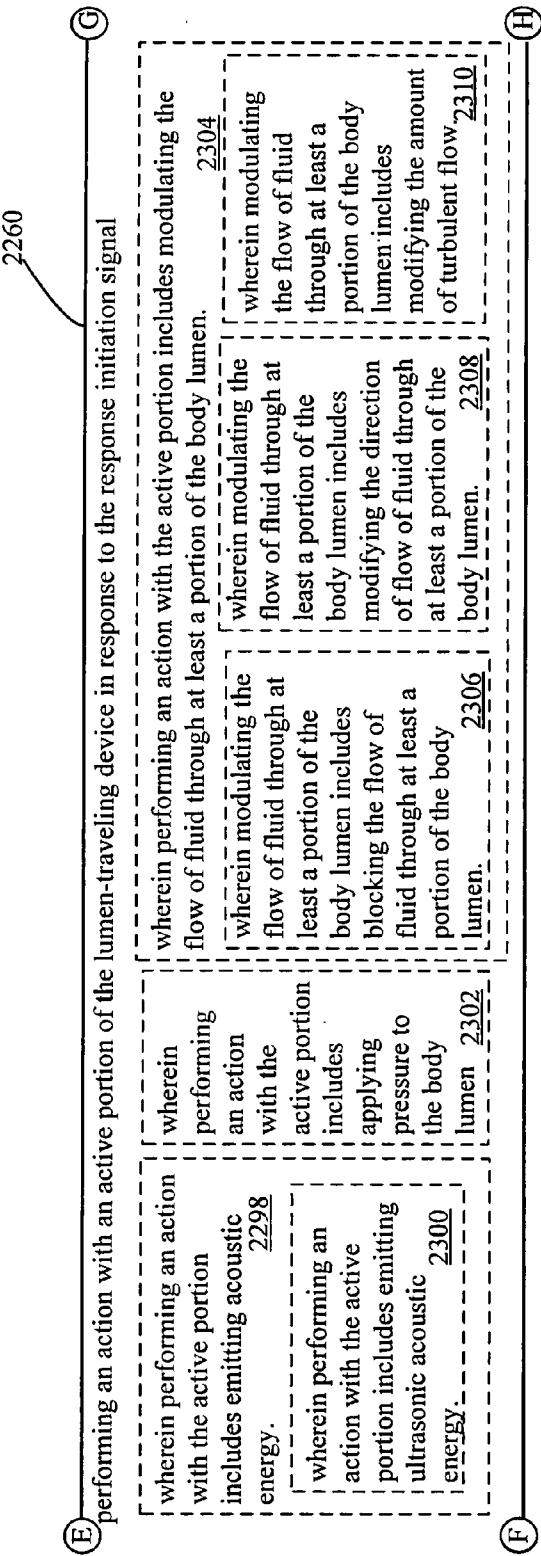 2260
E
G
performing an action with an active portion of the lumen-traveling device in response to the response initiation signal
wherein performing an action
with the active portion
includes emitting acoustic
energy.
2298
wherein performing an
action with the active
portion includes emitting
ultrasonic acoustic
energy.
2300
wherein
performing
an action
with the
active portion
includes
applying
pressure to
the body
lumen 2302
wherein performing an action with the active portion includes modulating the
flow of fluid through at least a portion of the body lumen.
2304
wherein modulating the
flow of fluid through at
least a portion of the
body lumen includes
blocking the flow of
fluid through at least a
portion of the body
lumen.
2306
wherein modulating the
flow of fluid through at
least a portion of the
body lumen includes
modifying the direction
of flow of fluid through
at least a portion of the
body lumen.
2308
wherein modulating
the flow of fluid
through at least a
portion of the body
lumen includes
modifying the amount
of turbulent flow.
2310
F
H